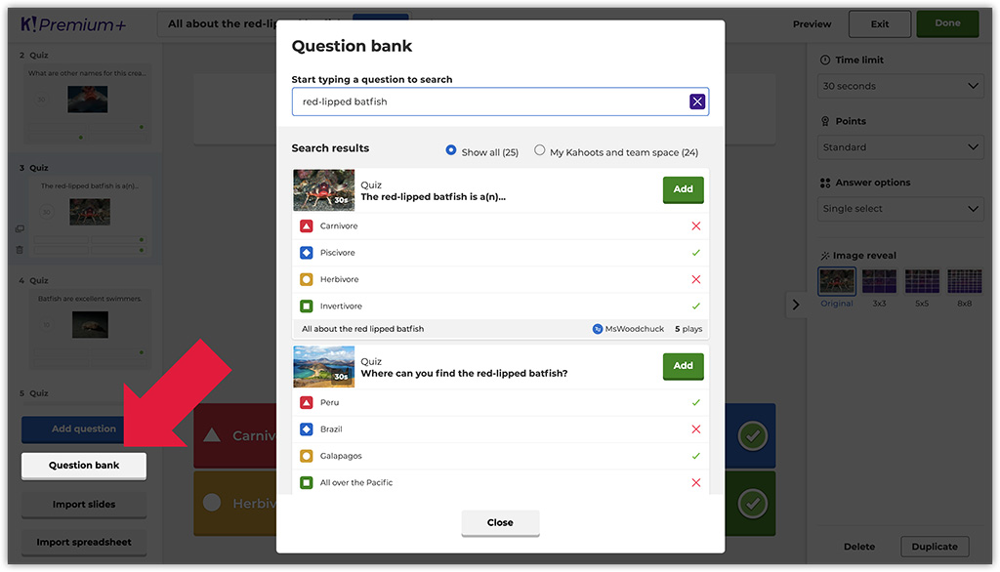 K!Premium+
All about the red-lip
Preview
Exit
Done
2 Quiz
What are other names for this crea...
30
3 Quiz
The red-lipped batfish is a(n)...
30
4 Quiz
Batfish are excellent swimmers.
5 Quiz
Add question
Question bank
Import slides
Import spreadsheet
Carniv
Herbiv
Question bank
Start typing a question to search
red-lipped batfish
Search results
Show all (25)
My Kahoots and team space (24)
30s
Quiz
The red-lipped batfish is a(n)...
Add
Carnivore
Piscivore
Herbivore
Invertivore
All about the red lipped batfish
MsWoodchuck
5 plays
30s
Quiz
Where can you find the red-lipped batfish?
Add
Peru
Brazil
Galapagos
All over the Pacific
Close
Time limit
30 seconds
Points
Standard
Answer options
Single select
Image reveal
Original
3x3
5x5
8x8
Delete
Duplicate